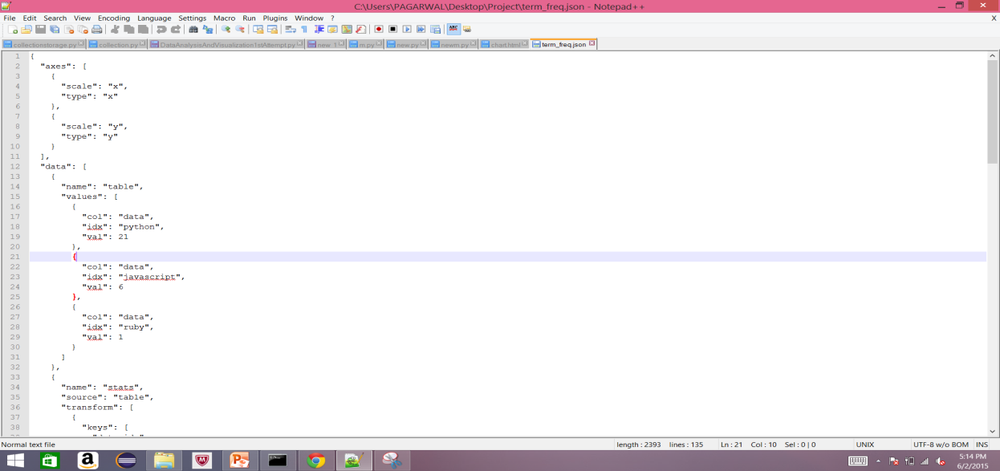 C:\Users\PAGARWAL\Desktop\Project\term_freq.json - Notepad++
File Edit Search View Encoding Language Settings Macro Run Plugins Window ? X
collectionstorage.py collection.py DataAnalysisAndVisualization1stAttempt.py new 1 m.py new.py newm.py chart.html term_freq.json
1 {
2 "axes": [
3 {
4 "scale": "x",
5 "type": "x"
6 },
7 {
8 "scale": "y",
9 "type": "y"
10 }
11 ],
12 "data": [
13 {
14 "name": "table",
15 "values": [
16 {
17 "col": "data",
18 "idx": "python",
19 "val": 21
20 },
21 {
22 "col": "data",
23 "idx": "javascript",
24 "val": 6
25 },
26 {
27 "col": "data",
28 "idx": "ruby",
29 "val": 1
30 }
31 ]
32 },
33 {
34 "name": "stats",
35 "source": "table",
36 "transform": [
37 {
38 "keys": [
Normal text file length : 2393 lines : 135 Ln : 21 Col : 10 Sel : 0 | 0 UNIX UTF-8 w/o BOM INS
5:14 PM
6/2/2015